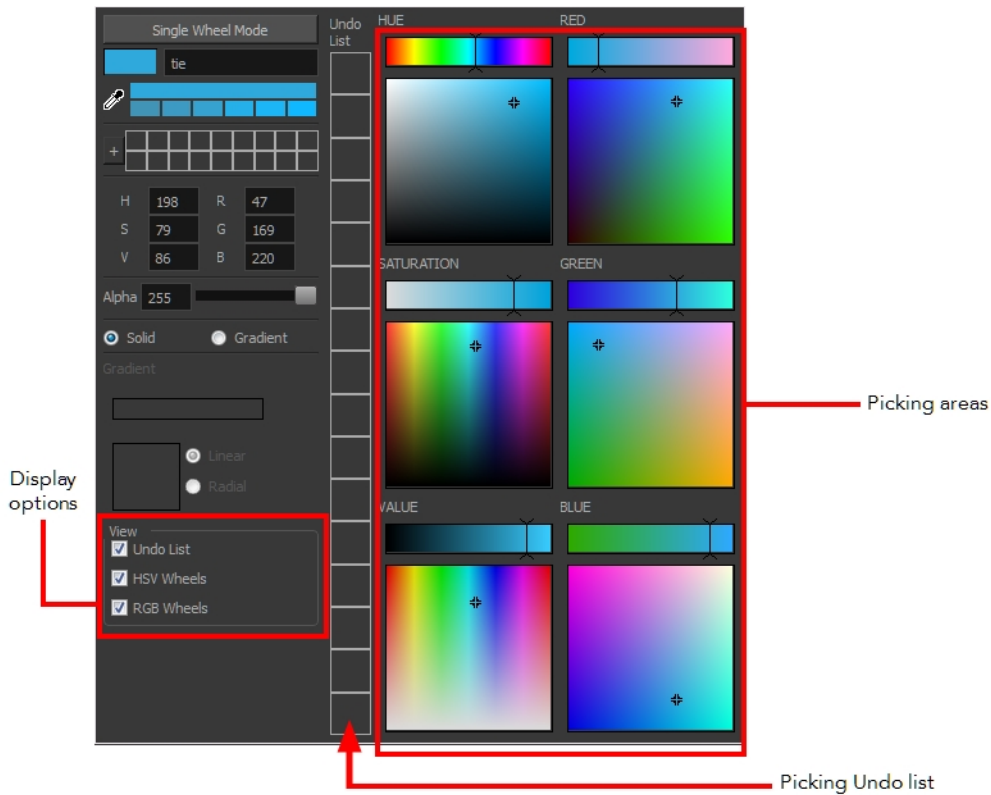 Single Wheel Mode
tie
+
H 198 R 47
S 79 G 169
V 86 B 220
Alpha 255
Solid Gradient
Gradient
Linear
Radial
View
Undo List
HSV Wheels
RGB Wheels
Undo
List
HUE
RED
SATURATION
GREEN
VALUE
BLUE
Display
options
Picking areas
Picking Undo list